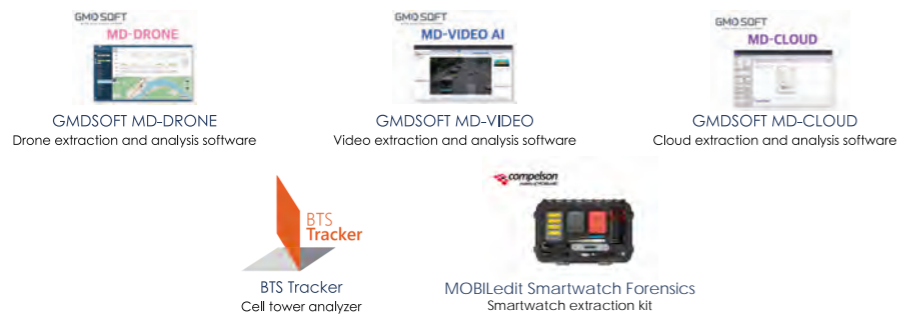 GMDSOFT
MD-DRONE
GMDSOFT MD-DRONE
Drone extraction and analysis software
GMDSOFT
MD-VIDEO AI
GMDSOFT MD-VIDEO
Video extraction and analysis software
GMDSOFT
MD-CLOUD
GMDSOFT MD-CLOUD
Cloud extraction and analysis software
BTS
Tracker
BTS Tracker
Cell tower analyzer
compelson
MOBILedit Smartwatch Forensics
Smartwatch extraction kit